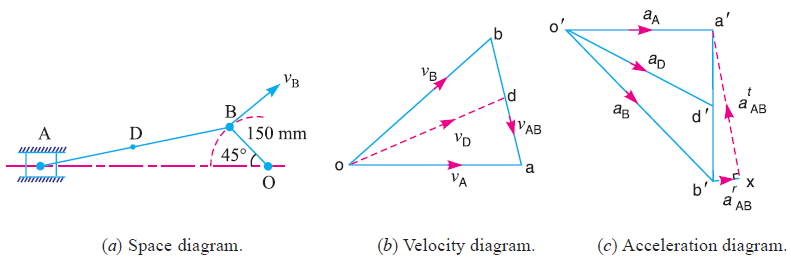 A
D
B
v_B
150 mm
45°
O
(a) Space diagram.
o
b
d
a
v_B
v_D
v_A
v_AB
(b) Velocity diagram.
o′
a_A
a′
a_D
a_B
d′
a^t_AB
b′
x
a^r_AB
(c) Acceleration diagram.